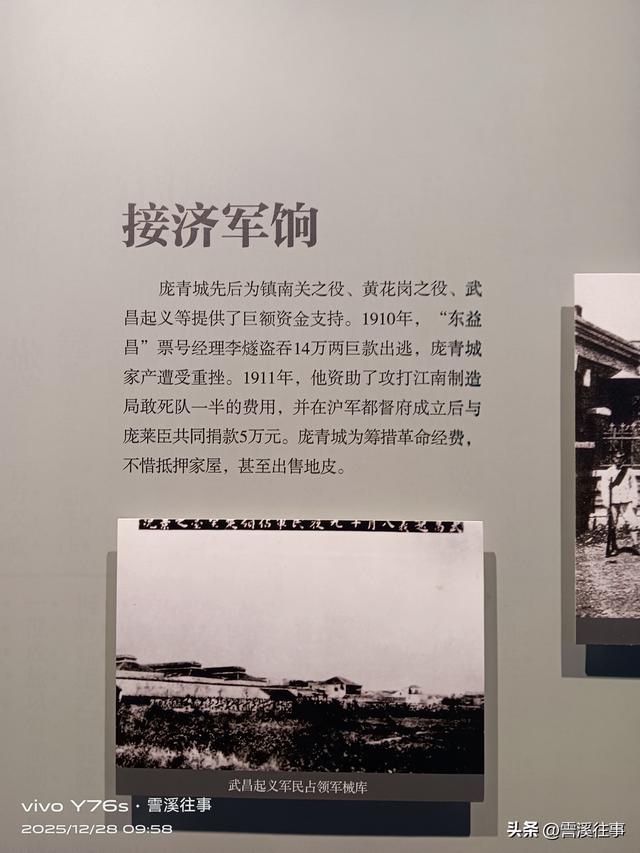 接济军饷
庞青城先后为镇南关之役、黄花岗之役、武
昌起义等提供了巨额资金支持。1910年，“东益
昌”票号经理李燧盗吞14万两巨款出逃，庞青城
家产遭受重挫。1911年，他资助了攻打江南制造
局敢死队一半的费用，并在沪军都督府成立后与
庞莱臣共同捐款5万元。庞青城为筹措革命经费，
不惜抵押家屋，甚至出售地皮。
武昌起义军民占领军械库
vivo Y76s · 霅溪往事
2025/12/28 09:58
头条 @霅溪往事